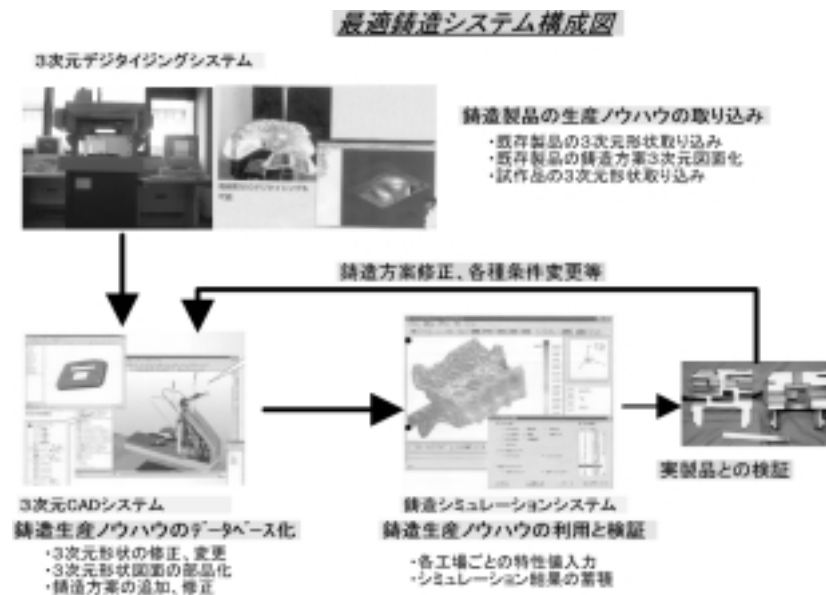 最適鋳造システム構成図
3次元デジタイジングシステム
鋳造製品の生産ノウハウの取り込み
・既存製品の3次元形状取り込み
・既存製品の鋳造方案3次元図面化
・試作品の3次元形状取り込み
鋳造方案修正、各種条件変更等
3次元CADシステム
鋳造生産ノウハウのデータベース化
・3次元形状の修正、変更
・3次元形状図面の部品化
・鋳造方案の追加、修正
鋳造シミュレーションシステム
鋳造生産ノウハウの利用と検証
・各工場ごとの特性値入力
・シミュレーション結果の蓄積
実製品との検証